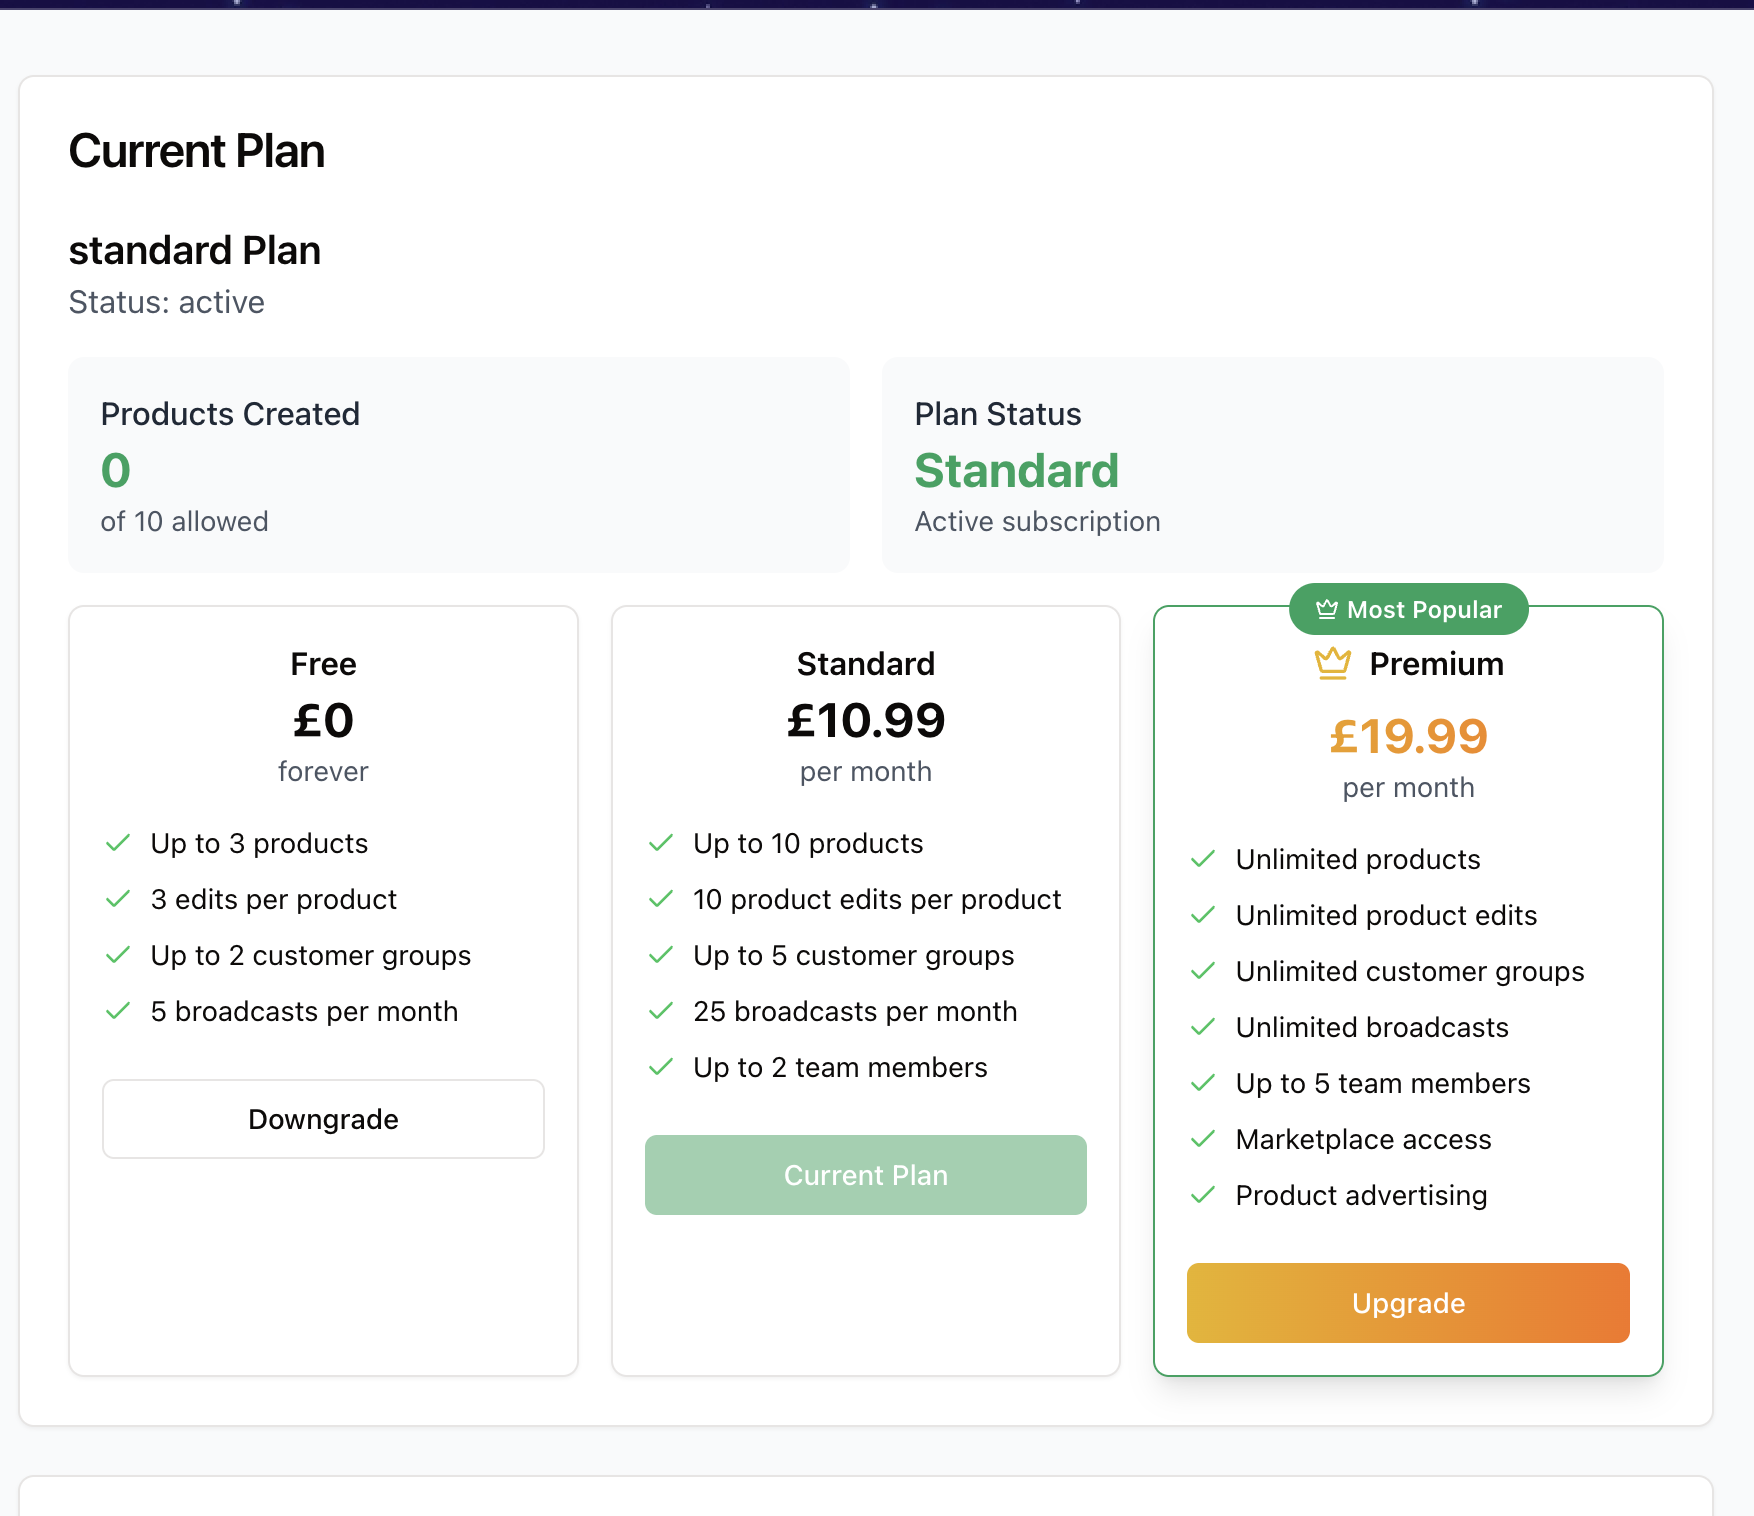 Current Plan
standard Plan
Status: active
Products Created
0
of 10 allowed
Plan Status
Standard
Active subscription
Free
£0
forever
Up to 3 products
3 edits per product
Up to 2 customer groups
5 broadcasts per month
Downgrade
Standard
£10.99
per month
Up to 10 products
10 product edits per product
Up to 5 customer groups
25 broadcasts per month
Up to 2 team members
Current Plan
Most Popular
Premium
£19.99
per month
Unlimited products
Unlimited product edits
Unlimited customer groups
Unlimited broadcasts
Up to 5 team members
Marketplace access
Product advertising
Upgrade